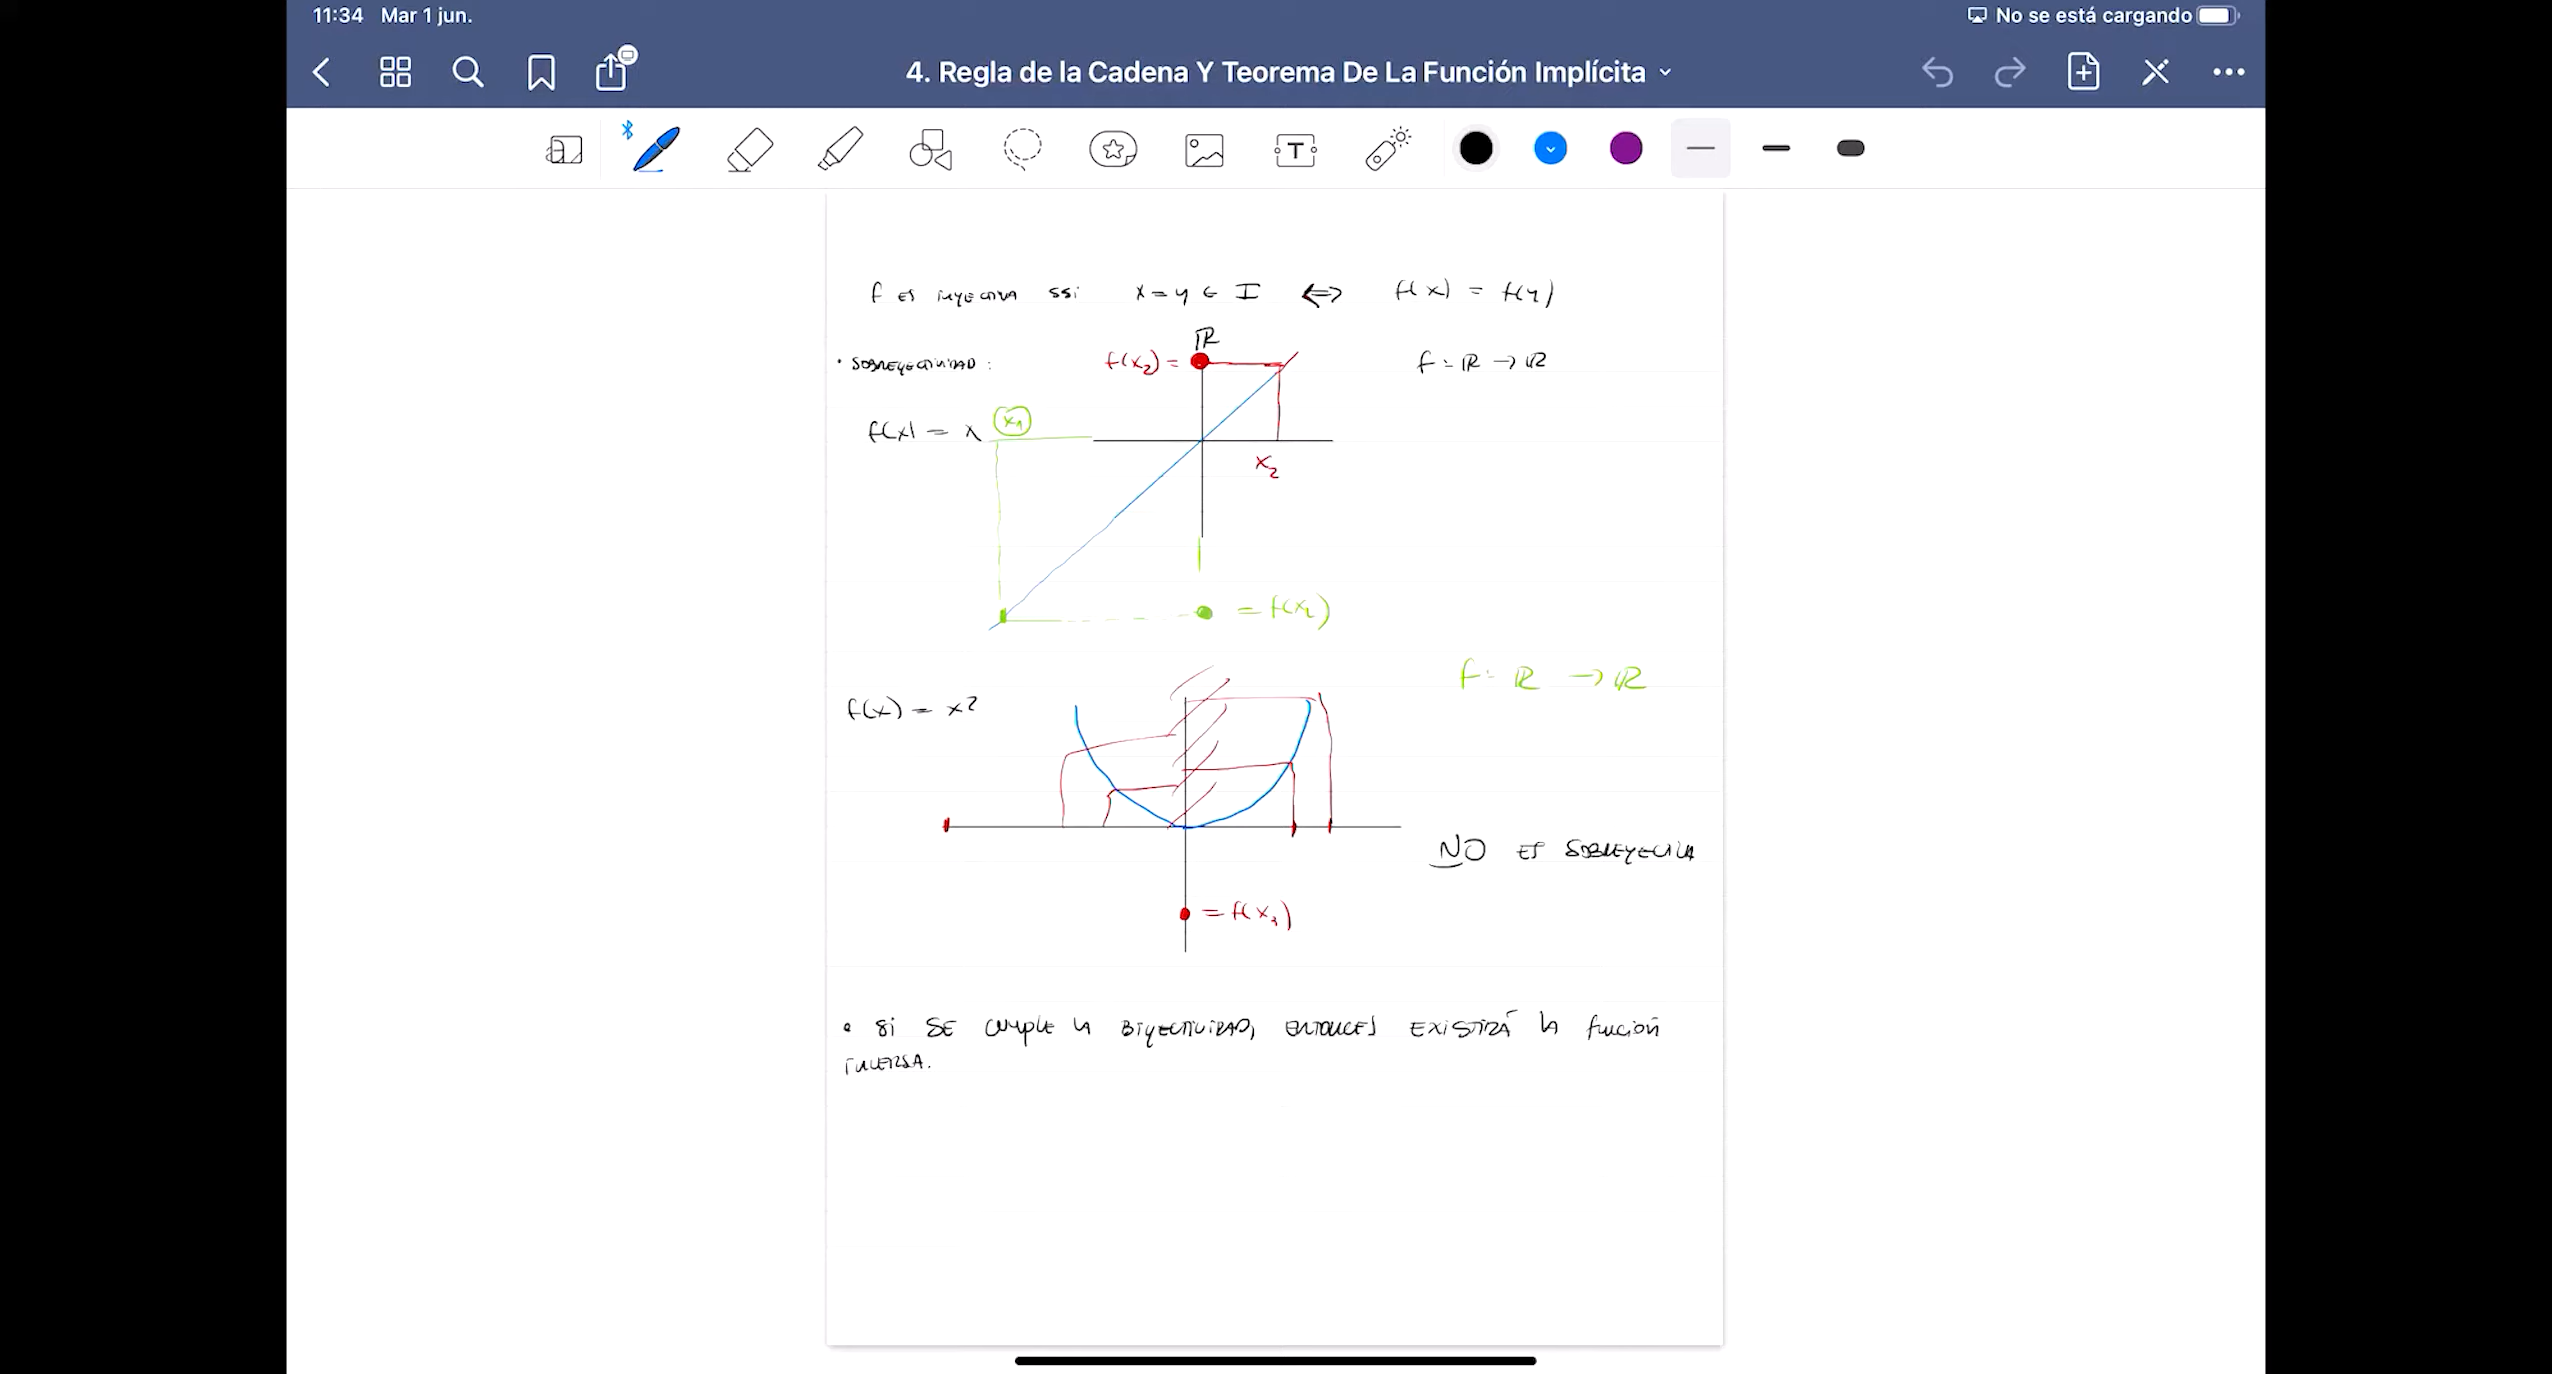 11:34 Mar 1 jun. No se está cargando
4. Regla de la Cadena Y Teorema De La Función Implícita
T
f es inyectiva ssi x = y ∈ I ⟺ f(x) = f(y)
ℝ
• SOBREYECTIVIDAD: f(x₂) = f: ℝ → ℝ
f(x) = x x₁
x₂
= f(x₁)
f: ℝ → ℝ
f(x) = x²
NO ES SOBREYECTIVA
= f(x₃)
• Si SE CUMPLE LA BIYECTIVIDAD, ENTONCES EXISTIRÁ LA función
INVERSA.